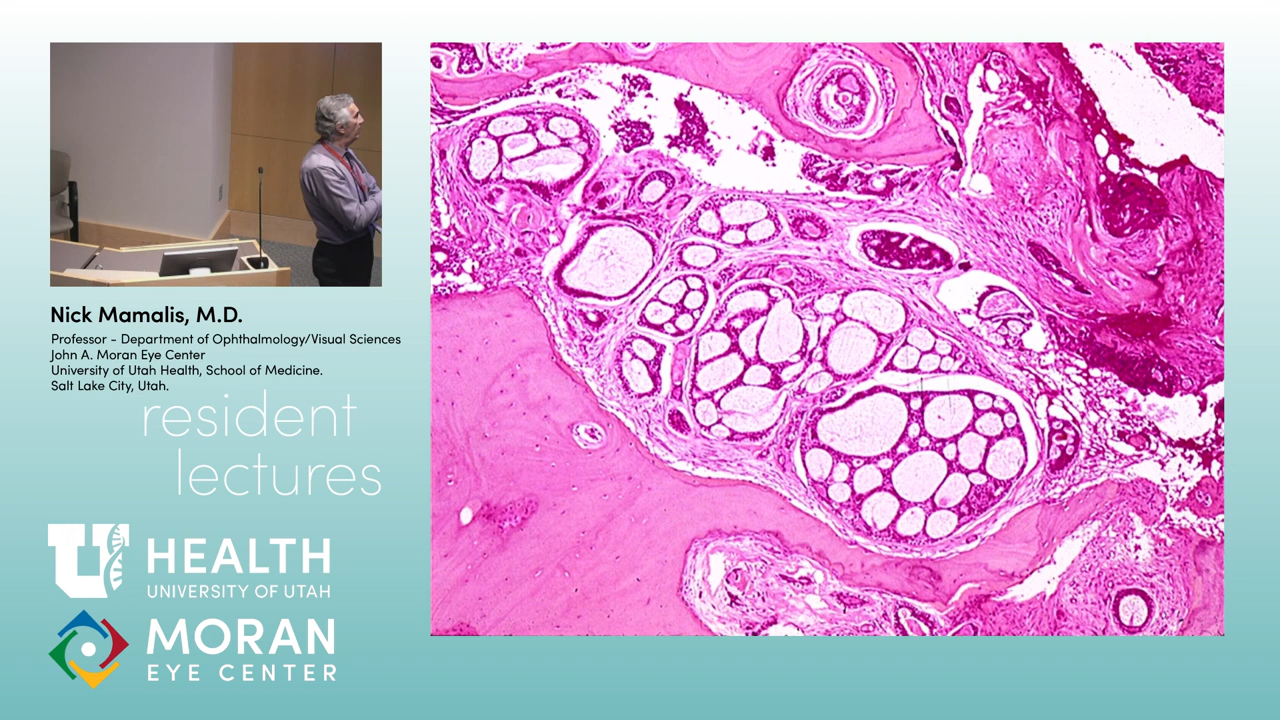 Nick Mamalis, M.D.
Professor - Department of Ophthalmology/Visual Sciences
John A. Moran Eye Center
University of Utah Health, School of Medicine.
Salt Lake City, Utah.
resident
lectures
U HEALTH
UNIVERSITY OF UTAH
MORAN
EYE CENTER